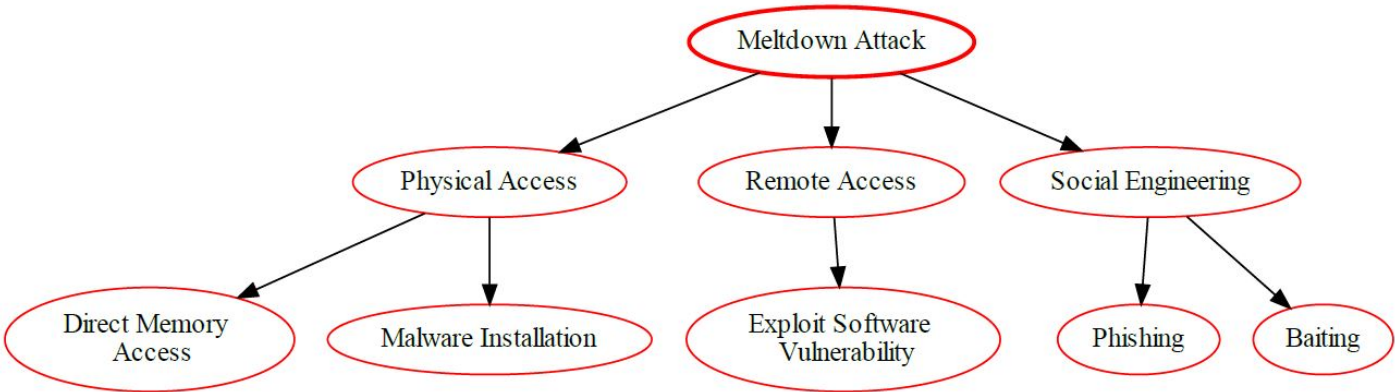 Meltdown Attack
Physical Access
Remote Access
Social Engineering
Direct Memory
Access
Malware Installation
Exploit Software
Vulnerability
Phishing
Baiting